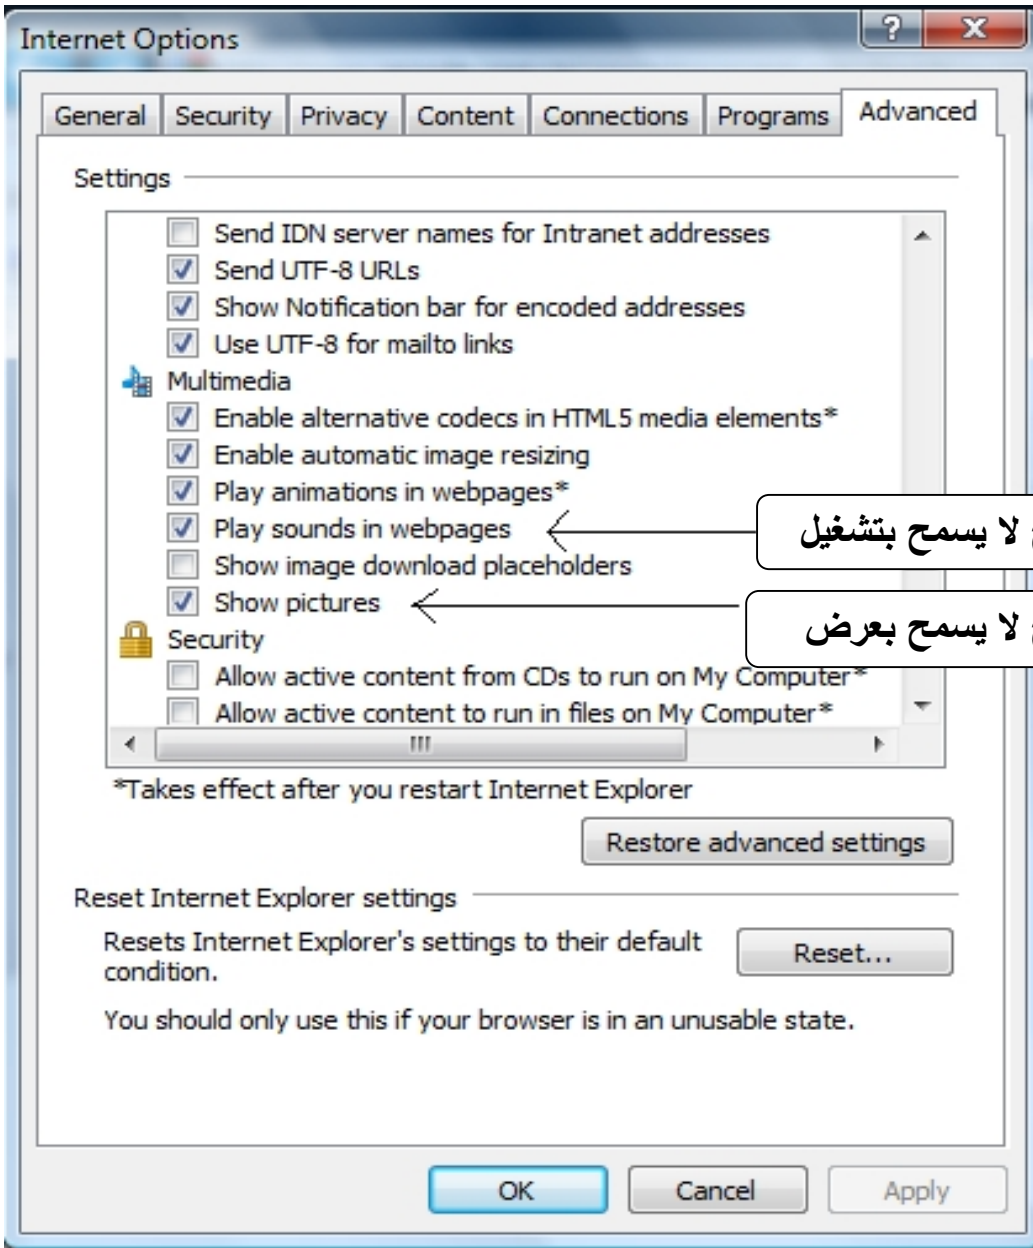 Internet Options
General Security Privacy Content Connections Programs Advanced
Settings
Send IDN server names for Intranet addresses
Send UTF-8 URLs
Show Notification bar for encoded addresses
Use UTF-8 for mailto links
Multimedia
Enable alternative codecs in HTML5 media elements*
Enable automatic image resizing
Play animations in webpages*
Play sounds in webpages
لا يسمح بتشغيل
Show image download placeholders
Show pictures
لا يسمح بعرض
Security
Allow active content from CDs to run on My Computer*
Allow active content to run in files on My Computer*
*Takes effect after you restart Internet Explorer
Restore advanced settings
Reset Internet Explorer settings
Resets Internet Explorer's settings to their default
condition.
Reset...
You should only use this if your browser is in an unusable state.
OK Cancel Apply